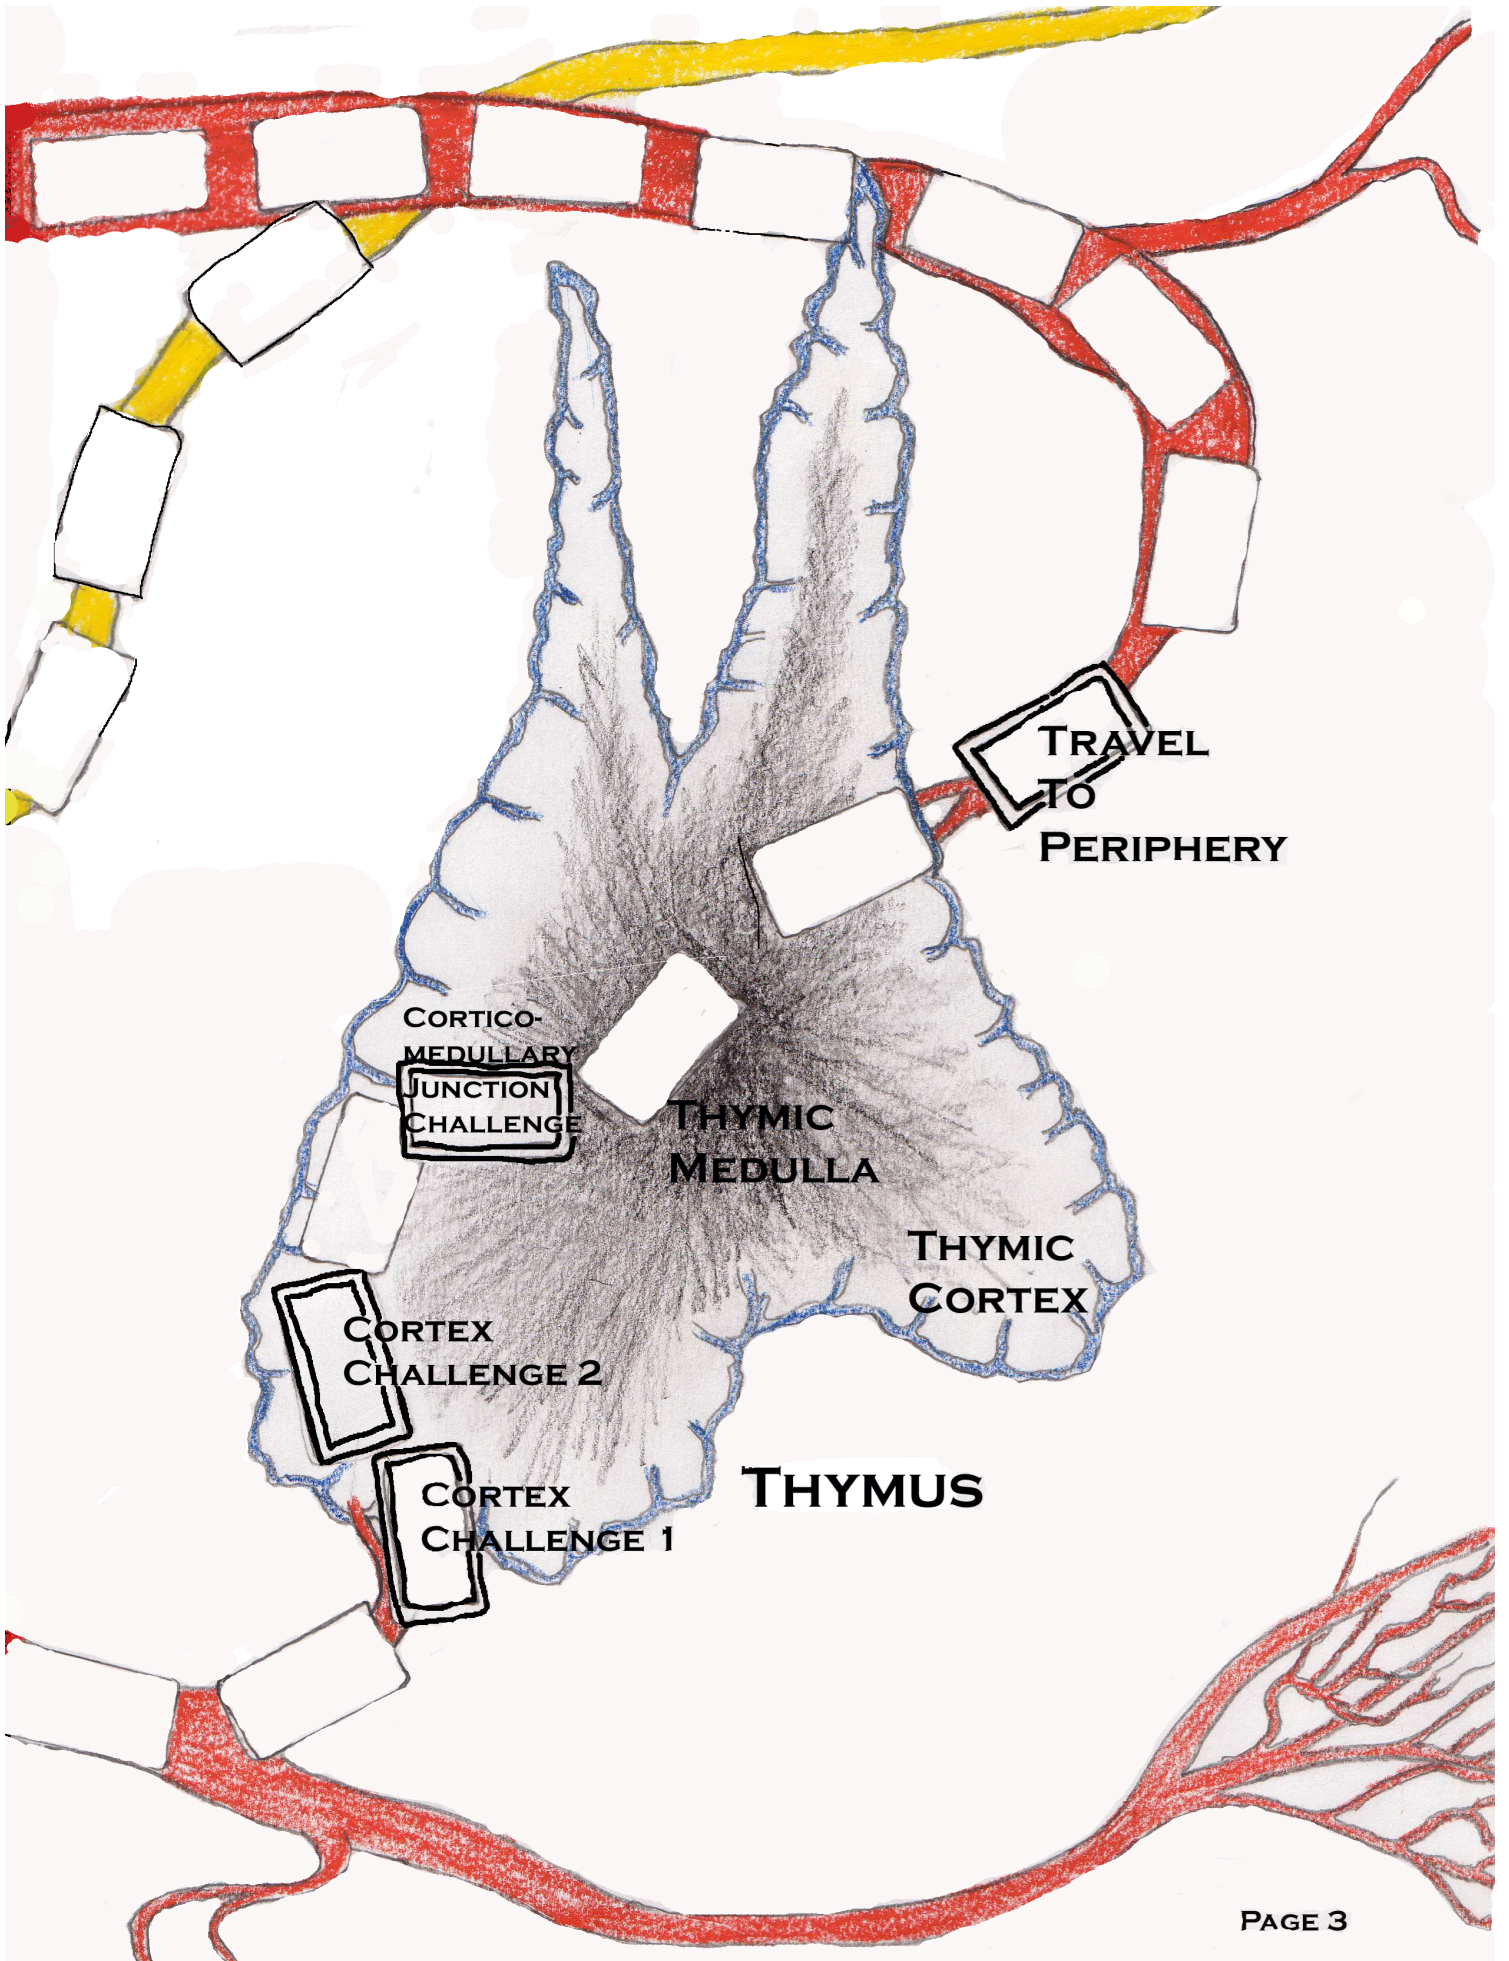 Travel
To
Periphery
Cortico-
medullary
Junction
Challenge
Thymic
Medulla
Thymic
Cortex
Cortex
Challenge 2
Cortex
Challenge 1
Thymus
Page 3